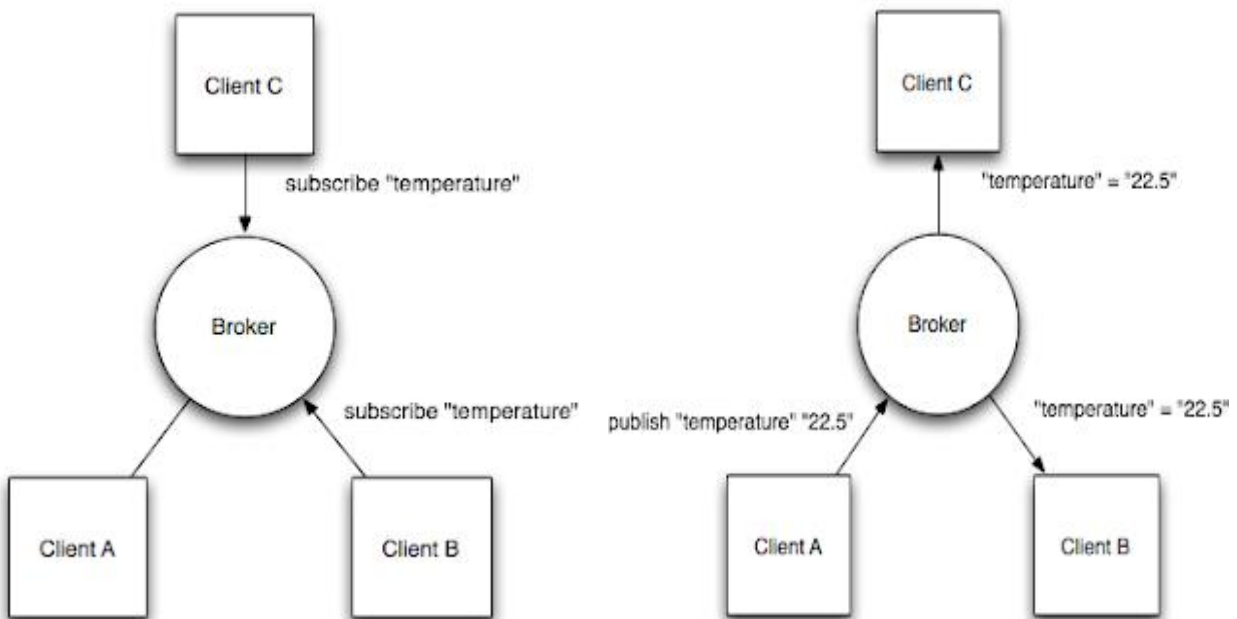 Client C
subscribe "temperature"
Broker
subscribe "temperature"
Client A
Client B
Client C
"temperature" = "22.5"
Broker
publish "temperature" "22.5"
"temperature" = "22.5"
Client A
Client B